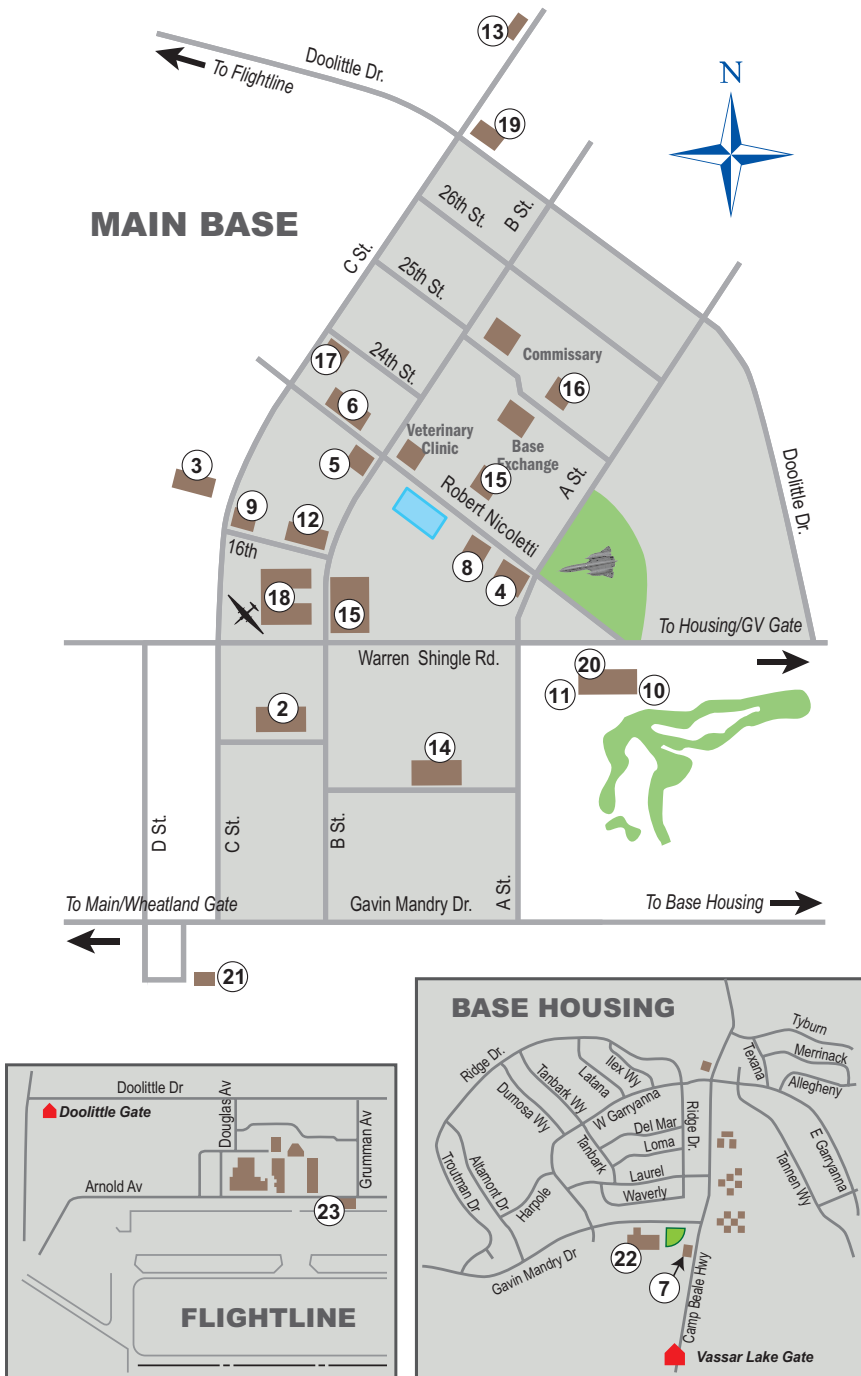 13
Doolittle Dr.
To Flightline
N
19
MAIN BASE
26th St.
B St.
C St.
25th St.
24th St.
17
Commissary
16
6
Veterinary
Clinic
Base
Exchange
A St.
Doolittle Dr.
3
5
15
Robert Nicoletti
9
12
16th
8
4
18
15
To Housing/GV Gate
Warren Shingle Rd.
20
11
10
2
14
D St.
C St.
B St.
A St.
To Main/Wheatland Gate
Gavin Mandry Dr.
To Base Housing
21
BASE HOUSING
Tyburn
Merrinack
Texana
Allegheny
Ridge Dr.
Ilex Wy
Latana
Tanbark Wy
Dumosa Wy
W Garryanna
Del Mar
Loma
Ridge Dr.
Tanbark
E Garryanna
Tannen Wy
Troutman Dr
Altamont Dr
Harpole
Laurel
Waverly
22
7
Gavin Mandry Dr
Camp Beale Hwy
Vassar Lake Gate
Doolittle Dr
Doolittle Gate
Douglas Av
Grumman Av
Arnold Av
23
FLIGHTLINE